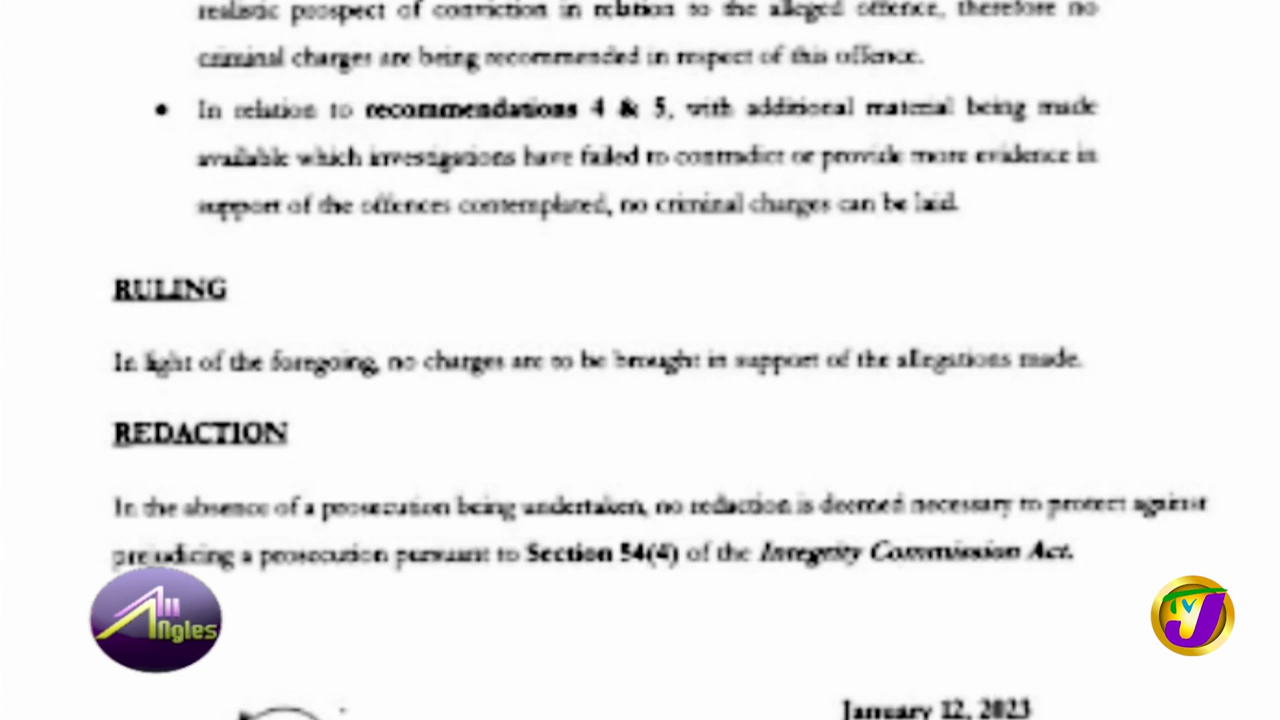 realistic prospect of conviction in relation to the alleged offence, therefore no
criminal charges are being recommended in respect of this offence.
• In relation to recommendations 4 & 5, with additional material being made
available which investigations have failed to contradict or provide more evidence in
support of the offences contemplated, no criminal charges can be laid.
RULING
In light of the foregoing, no charges are to be brought in support of the allegations made.
REDACTION
In the absence of a prosecution being undertaken, no redaction is deemed necessary to protect against
prejudicing a prosecution pursuant to Section 54(4) of the Integrity Commission Act.
All Angles
TVJ
January 12, 2023